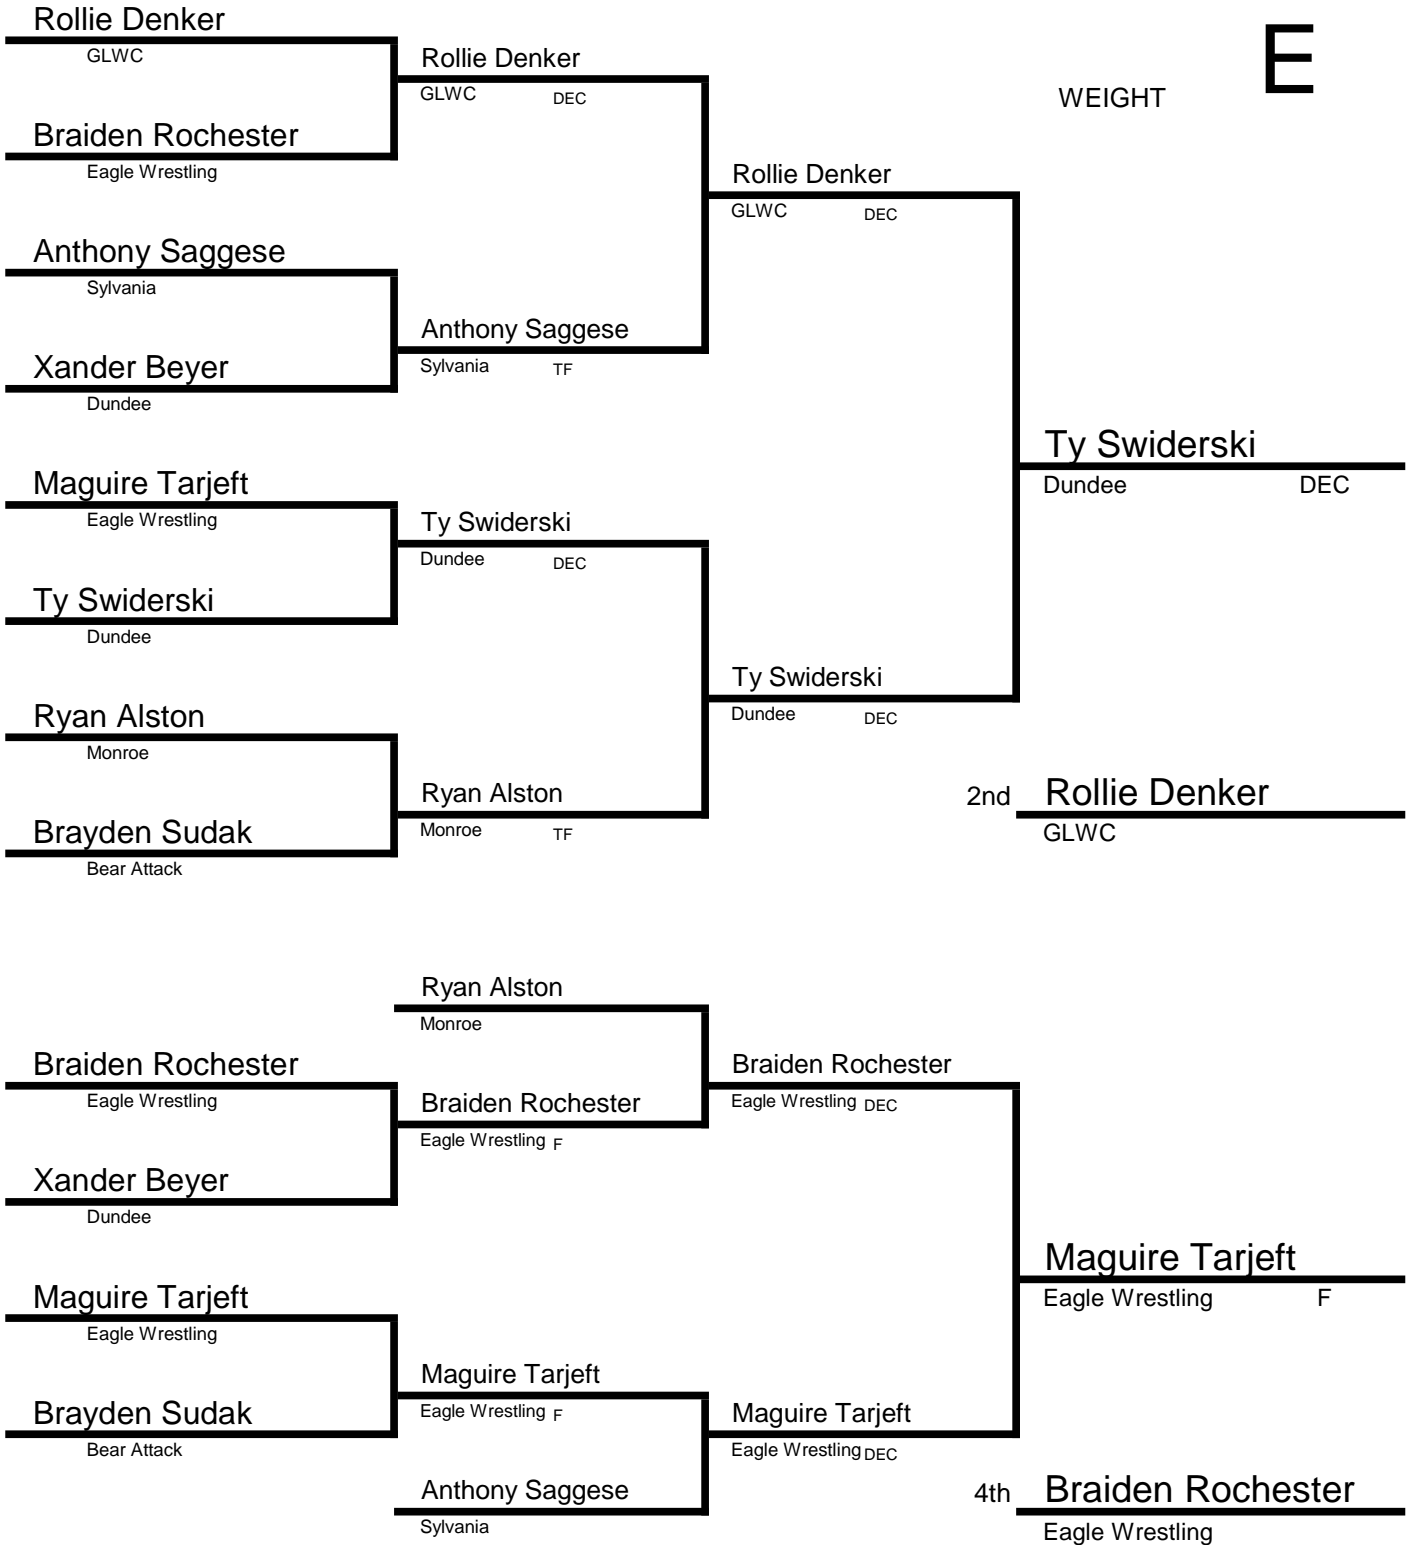 Rollie Denker
GLWC
Rollie Denker
GLWC DEC
E
WEIGHT
Braiden Rochester
Eagle Wrestling
Rollie Denker
GLWC DEC
Anthony Saggese
Sylvania
Anthony Saggese
Sylvania TF
Xander Beyer
Dundee
Ty Swiderski
Dundee DEC
Maguire Tarjeft
Eagle Wrestling
Ty Swiderski
Dundee DEC
Ty Swiderski
Dundee
Ty Swiderski
Dundee DEC
Ryan Alston
Monroe
Ryan Alston
Monroe TF
2nd Rollie Denker
GLWC
Brayden Sudak
Bear Attack
Ryan Alston
Monroe
Braiden Rochester
Eagle Wrestling
Braiden Rochester
Eagle Wrestling DEC
Braiden Rochester
Eagle Wrestling F
Xander Beyer
Dundee
Maguire Tarjeft
Eagle Wrestling F
Maguire Tarjeft
Eagle Wrestling
Maguire Tarjeft
Eagle Wrestling F
Brayden Sudak
Bear Attack
Maguire Tarjeft
Eagle Wrestling DEC
Anthony Saggese
Sylvania
4th Braiden Rochester
Eagle Wrestling